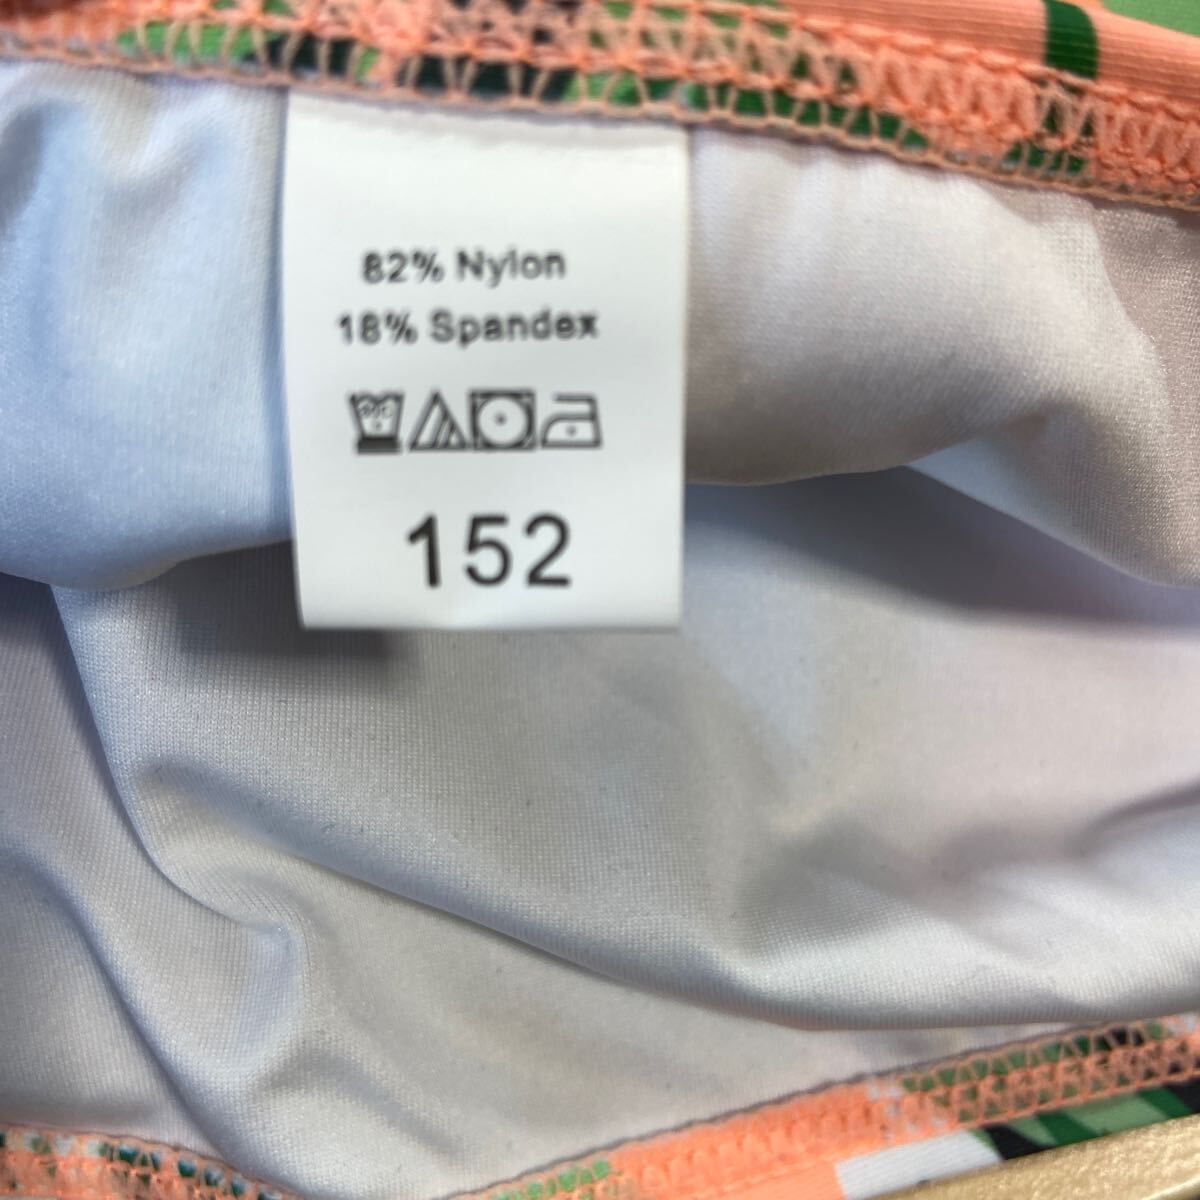 82% Nylon
18% Spandex
152